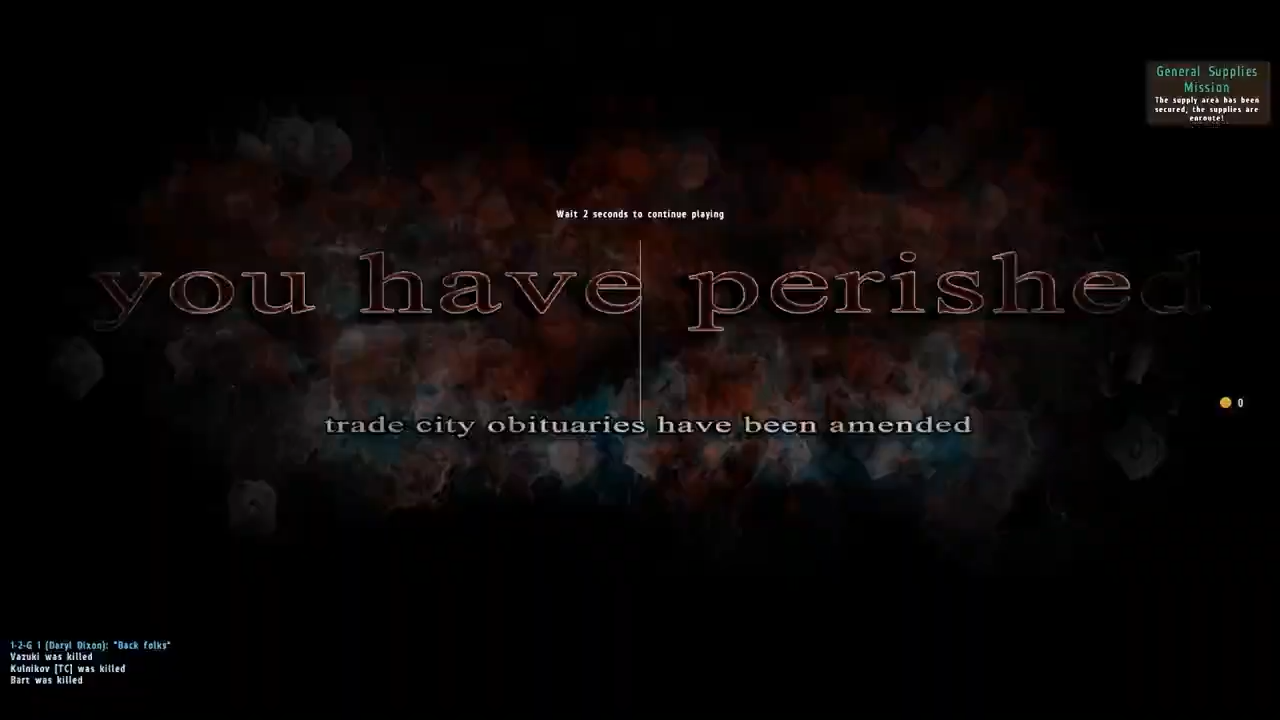 General Supplies
Mission
The supply area has been
secured, the supplies are
enroute!
Wait 2 seconds to continue playing
you have perished
0
trade city obituaries have been amended
1-2-G 1 (Daryl Dixon): "Back folks"
Vazuki was killed
Kulnikov [TC] was killed
Bart was killed